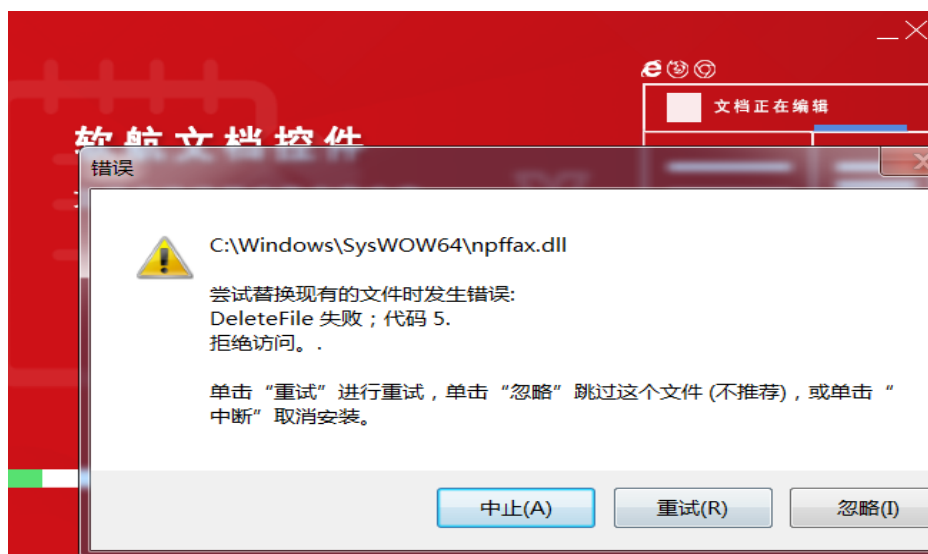 文档正在编辑
软航文档控件
错误
C:\Windows\SysWOW64\npffax.dll
尝试替换现有的文件时发生错误:
DeleteFile 失败；代码 5.
拒绝访问。.
单击“重试”进行重试，单击“忽略”跳过这个文件 (不推荐)，或单击“
中断”取消安装。
中止(A)
重试(R)
忽略(I)